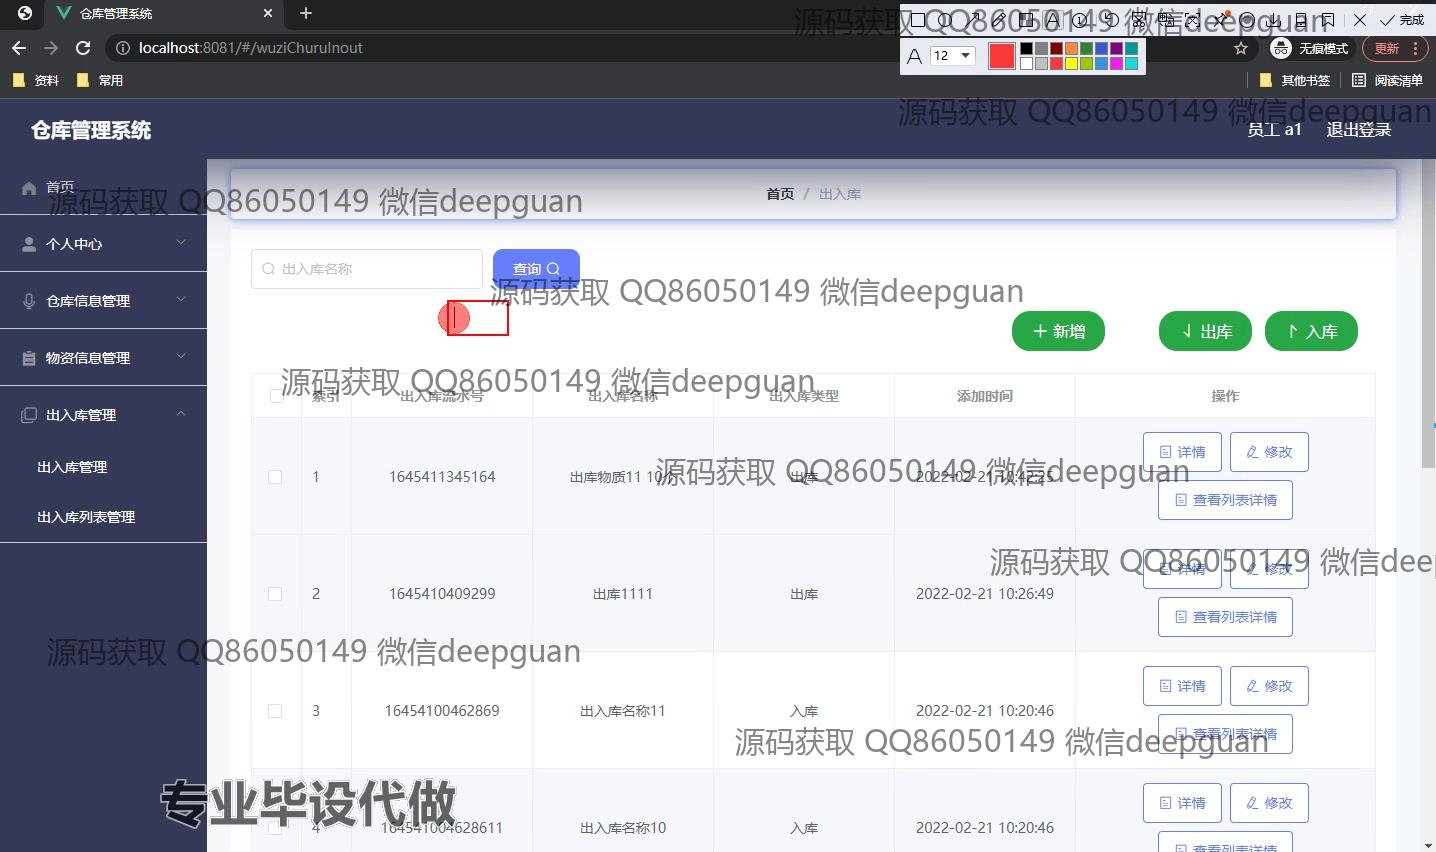 仓库管理系统
完成
localhost:8081/#/wuziChuruInout
无痕模式
更新
12
资料
常用
其他书签
阅读清单
源码获取 QQ86050149 微信deepguan
仓库管理系统
源码获取 QQ86050149 微信deepguan
员工 a1
退出登录
首页
源码获取 QQ86050149 微信deepguan
首页 / 出入库
个人中心
出入库名称
查询
源码获取 QQ86050149 微信deepguan
仓库信息管理
新增
出库
入库
物资信息管理
源码获取 QQ86050149 微信deepguan
索引
出入库流水号
出入库名称
出入库类型
添加时间
操作
出入库管理
出入库管理
出入库列表管理
1
1645411345164
出库物质11 10个
出库
2022-02-21 10:42:25
详情
修改
查看列表详情
源码获取 QQ86050149 微信deepguan
2
1645410409299
出库1111
出库
2022-02-21 10:26:49
详情
修改
查看列表详情
源码获取 QQ86050149 微信deep
源码获取 QQ86050149 微信deepguan
3
16454100462869
出入库名称11
入库
2022-02-21 10:20:46
详情
修改
查看列表详情
源码获取 QQ86050149 微信deepguan
专业毕设代做
4
164541004628611
出入库名称10
入库
2022-02-21 10:20:46
详情
修改
查看列表详情